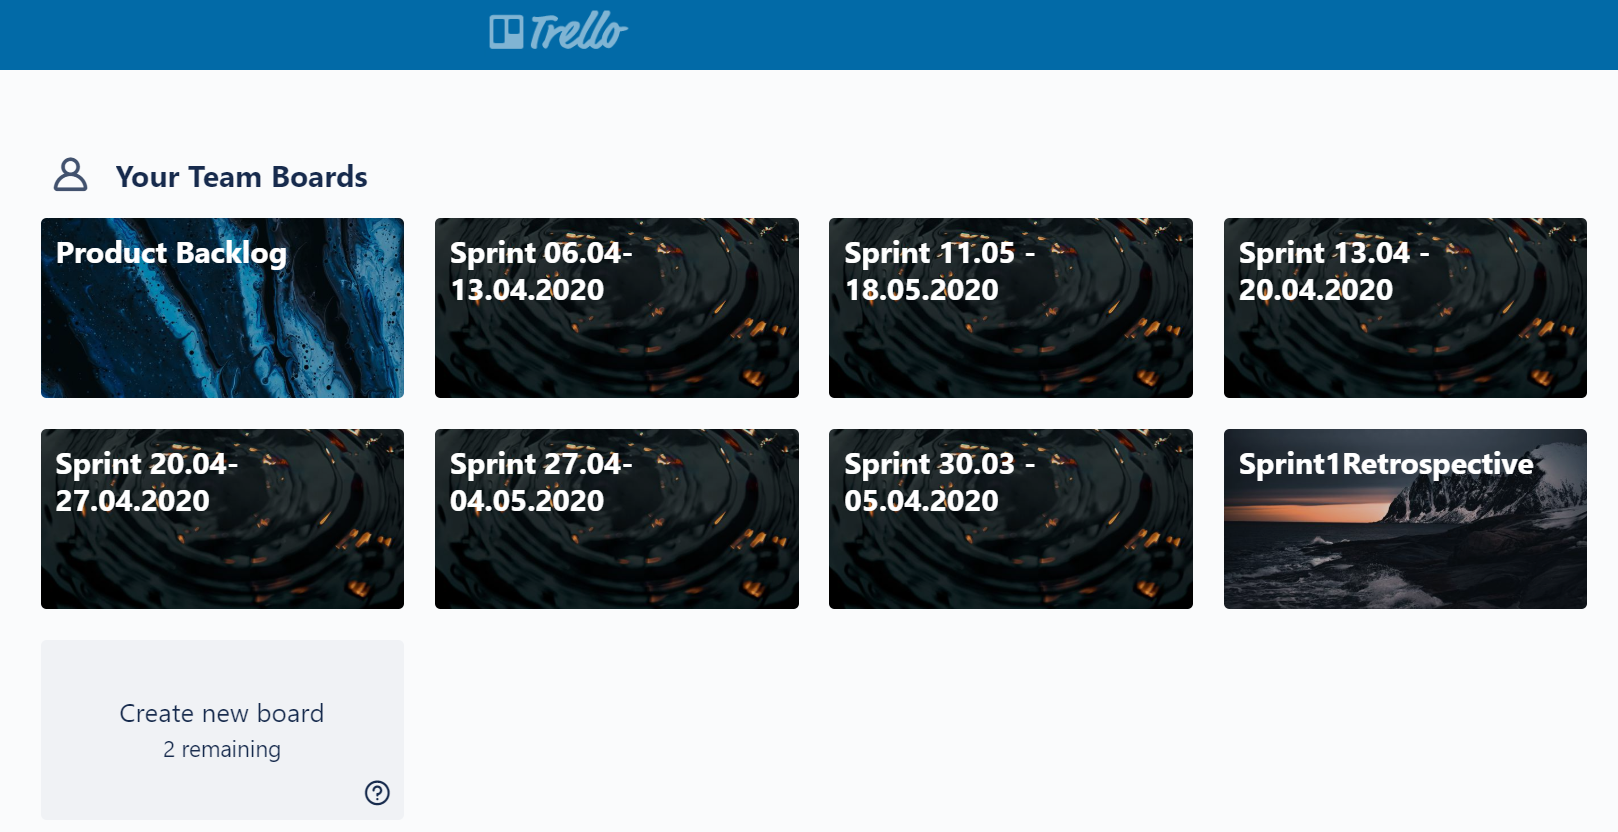 Trello
Your Team Boards
Product Backlog
Sprint 06.04-
13.04.2020
Sprint 11.05 -
18.05.2020
Sprint 13.04 -
20.04.2020
Sprint 20.04-
27.04.2020
Sprint 27.04-
04.05.2020
Sprint 30.03 -
05.04.2020
Sprint1Retrospective
Create new board
2 remaining
?